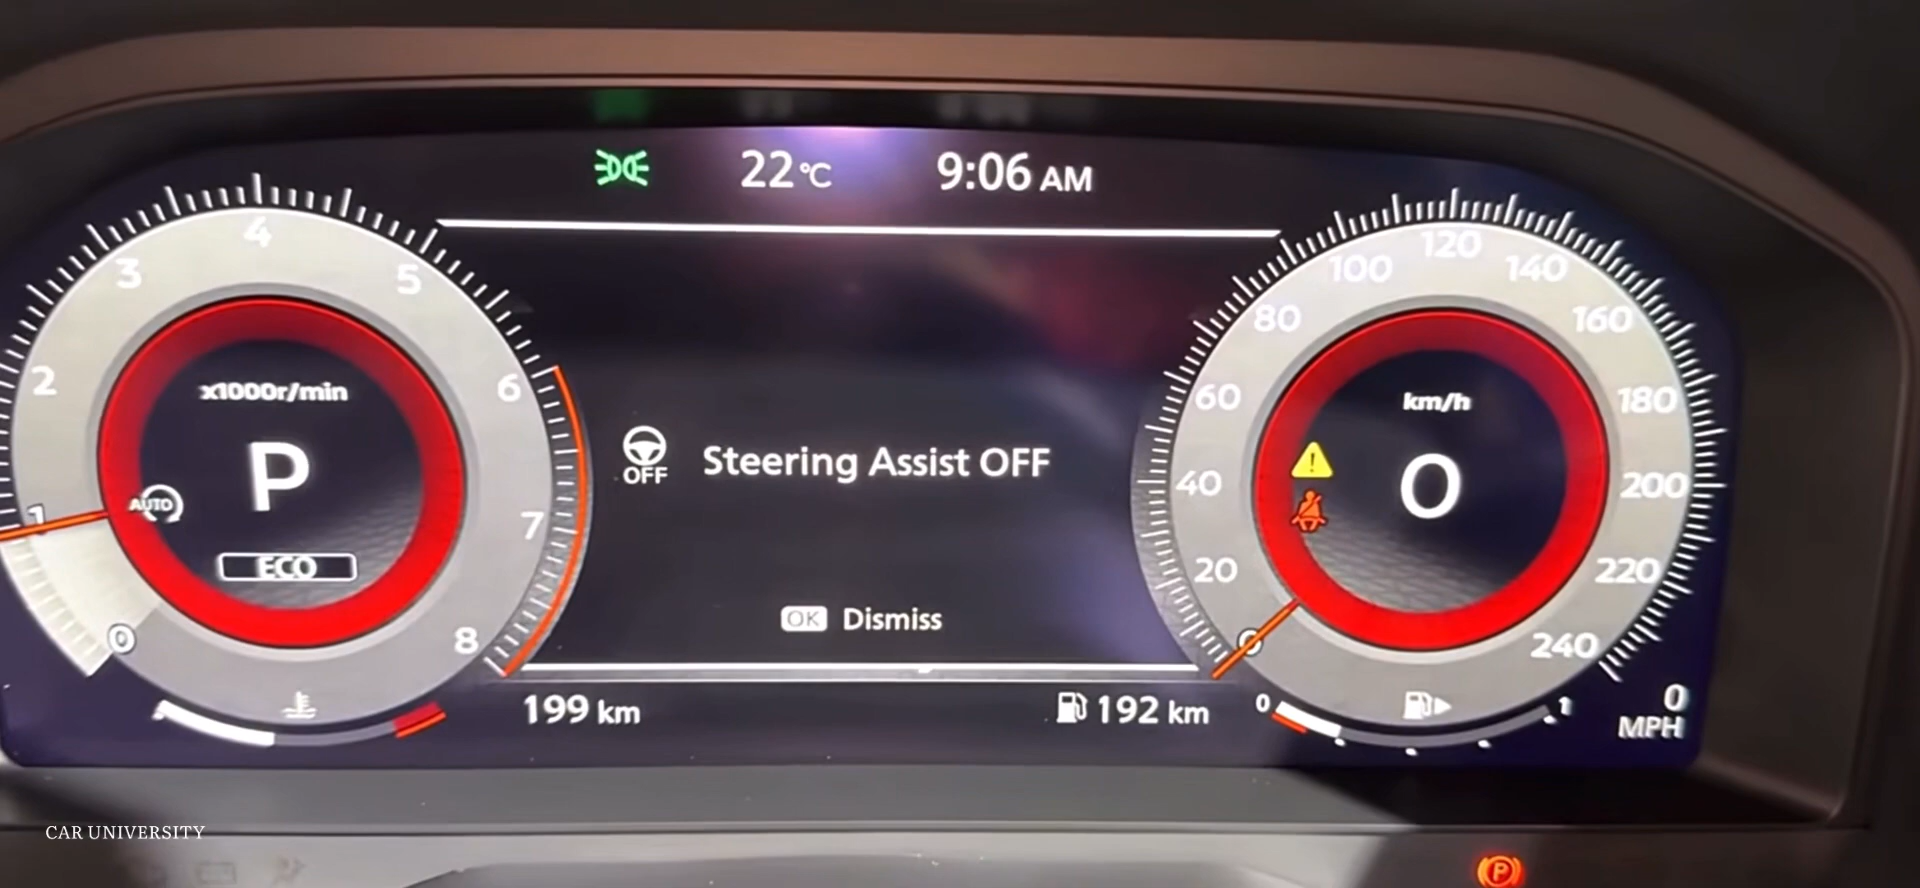 22°C 9:06 AM
4
3
5
2
6
1
7
0
8
x1000r/min
AUTO
P
ECO
OFF
Steering Assist OFF
OK Dismiss
199 km
192 km
120
100
140
80
160
60
180
40
200
20
220
0
240
km/h
0
0
1
0
MPH
CAR UNIVERSITY
P